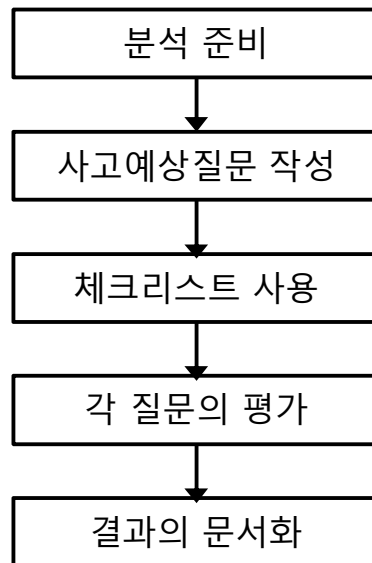 분석 준비
사고예상질문 작성
체크리스트 사용
각 질문의 평가
결과의 문서화